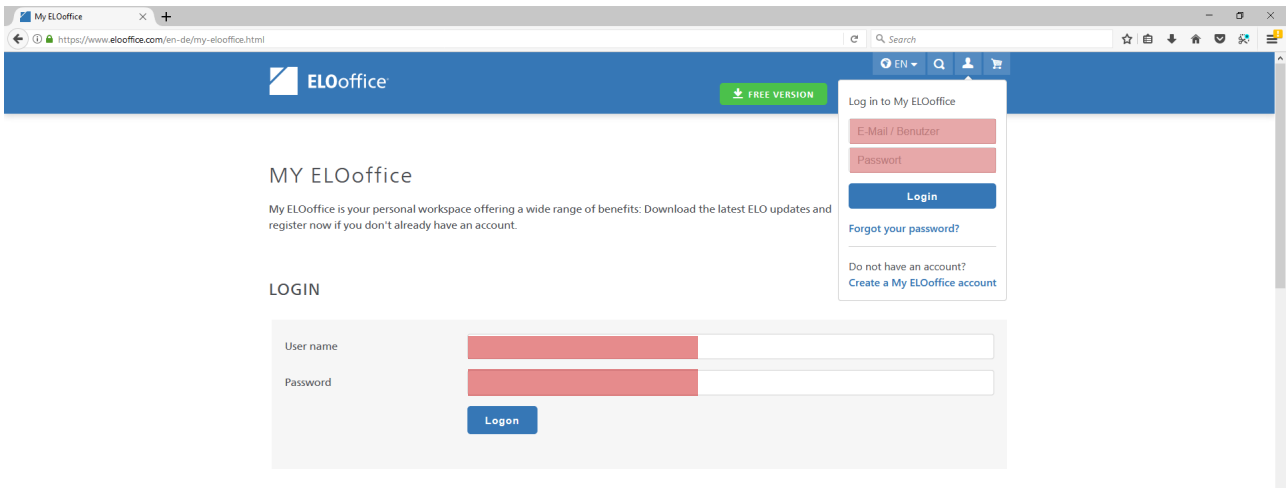 My ELOoffice
https://www.elooffice.com/en-de/my-elooffice.html
Search
ELOoffice
EN
FREE VERSION
Log in to My ELOoffice
E-Mail / Benutzer
Passwort
Login
Forgot your password?
Do not have an account?
Create a My ELOoffice account
MY ELOoffice
My ELOoffice is your personal workspace offering a wide range of benefits: Download the latest ELO updates and
register now if you don't already have an account.
LOGIN
User name
Password
Logon